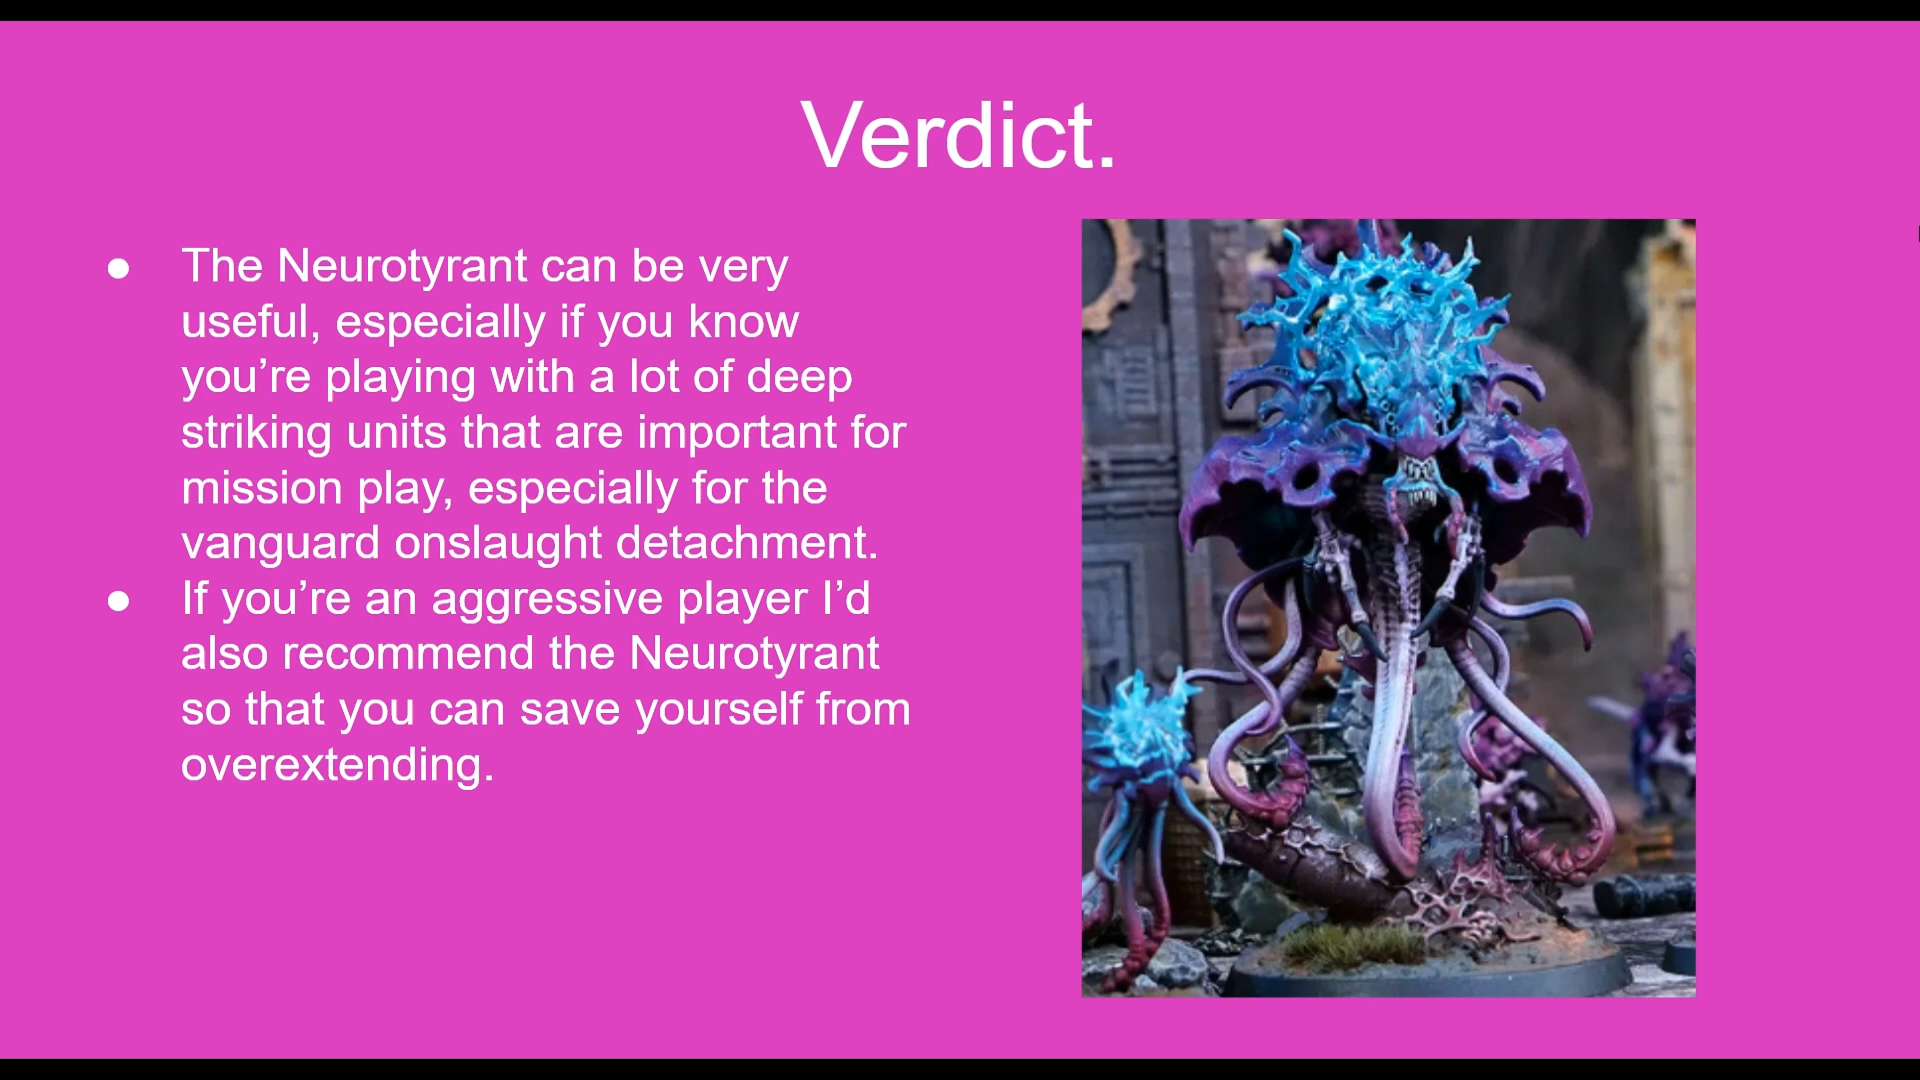 Verdict.
● The Neurotyrant can be very
useful, especially if you know
you’re playing with a lot of deep
striking units that are important for
mission play, especially for the
vanguard onslaught detachment.
● If you’re an aggressive player I’d
also recommend the Neurotyrant
so that you can save yourself from
overextending.